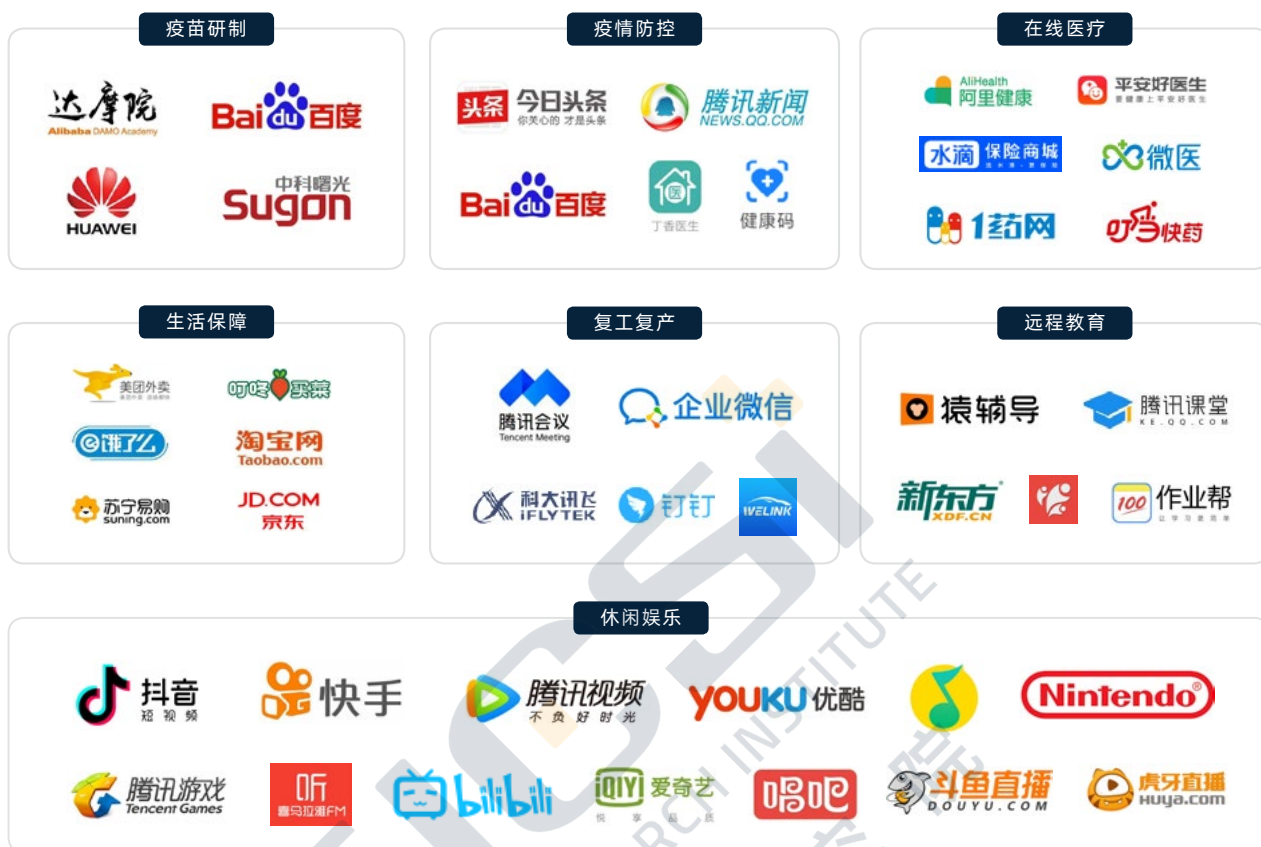 疫苗研制
达摩院
Alibaba DAMO Academy
Bai du 百度
HUAWEI
中科曙光
Sugon
疫情防控
头条 今日头条
你关心的 才是头条
腾讯新闻
NEWS.QQ.COM
Bai du 百度
医
丁香医生
健康码
在线医疗
AliHealth
阿里健康
平安好医生
水滴 保险商城
微医
1药网
叮当快药
生活保障
美团外卖
叮咚买菜
饿了么
淘宝网
Taobao.com
苏宁易购
suning.com
JD.COM
京东
复工复产
腾讯会议
Tencent Meeting
企业微信
科大讯飞
iFLYTEK
钉钉
WELINK
远程教育
猿辅导
腾讯课堂
KE.QQ.COM
新东方
XDF.CN
100 作业帮
休闲娱乐
抖音
短视频
快手
腾讯视频
不负好时光
YOUKU 优酷
Nintendo
腾讯游戏
Tencent Games
听
喜马拉雅FM
bilibili
iQIYI 爱奇艺
悦享品质
唱吧
斗鱼直播
DOUYU.COM
虎牙直播
HUYA.com